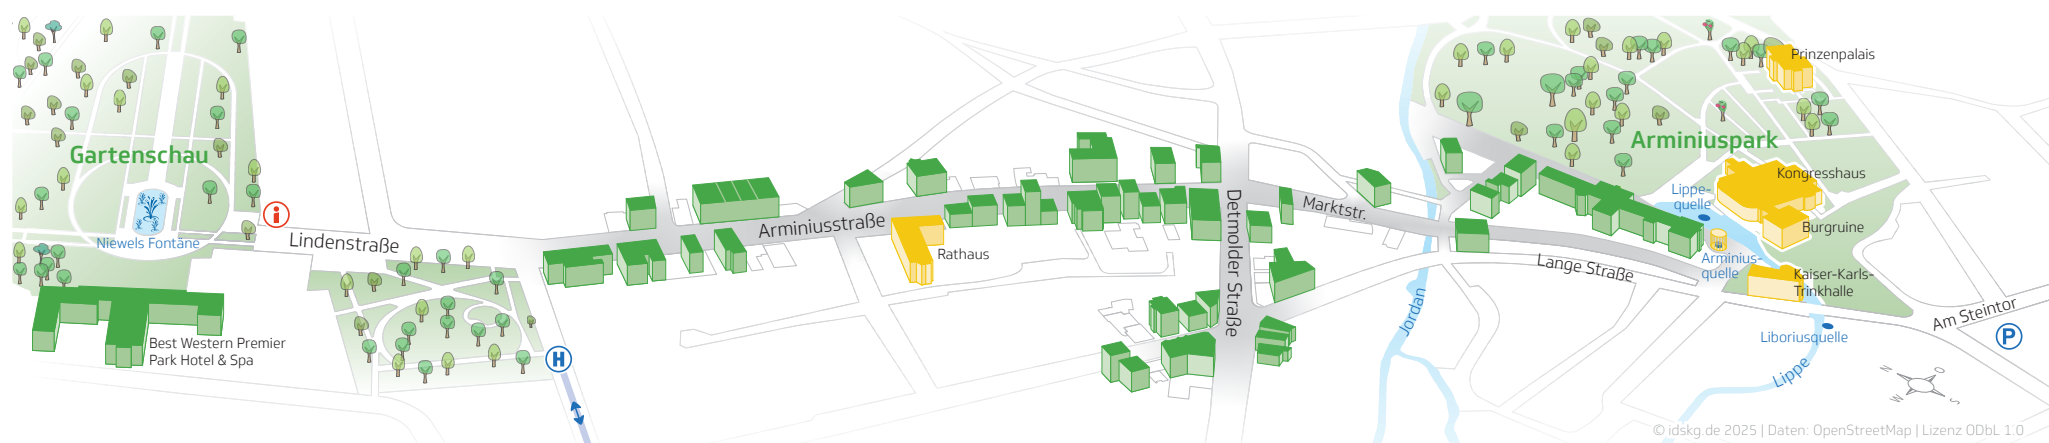 Gartenschau
Niewels Fontäne
i
Lindenstraße
Best Western Premier
Park Hotel & Spa
H
Arminiusstraße
Rathaus
Detmolder Straße
Marktstr.
Jordan
Lange Straße
Arminiuspark
Prinzenpalais
Kongresshaus
Lippe-
quelle
Burgruine
Arminius-
quelle
Kaiser-Karls-
Trinkhalle
Liboriusquelle
Lippe
Am Steintor
P
N
O
W
S
© idskg.de 2025 | Daten: OpenStreetMap | Lizenz ODbL 1.0